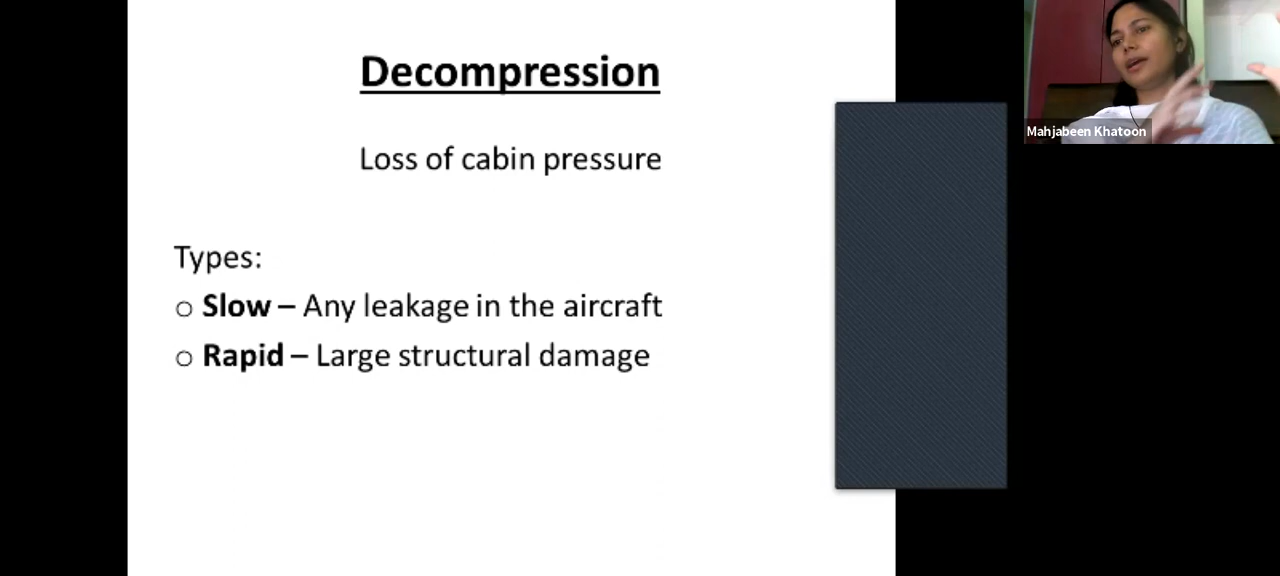 Decompression
Loss of cabin pressure
Types:
○ Slow – Any leakage in the aircraft
○ Rapid – Large structural damage
Mahjabeen Khatoon